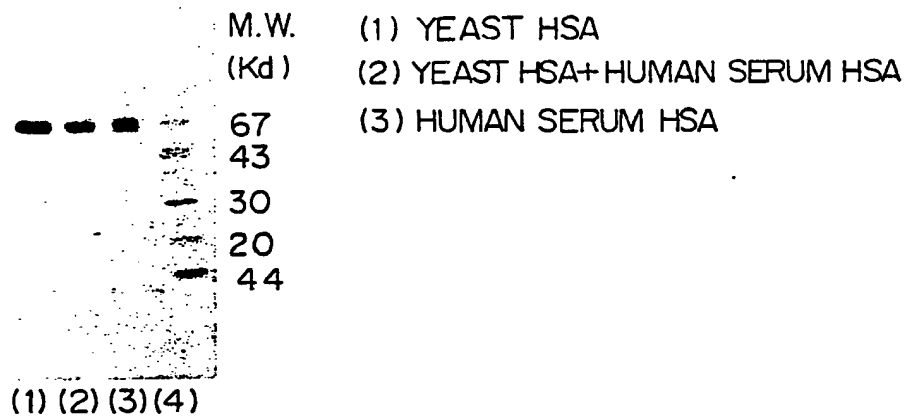 M.W.
(Kd)
67
43
30
20
44
(1) YEAST HSA
(2) YEAST HSA+HUMAN SERUM HSA
(3) HUMAN SERUM HSA
(1) (2) (3) (4)